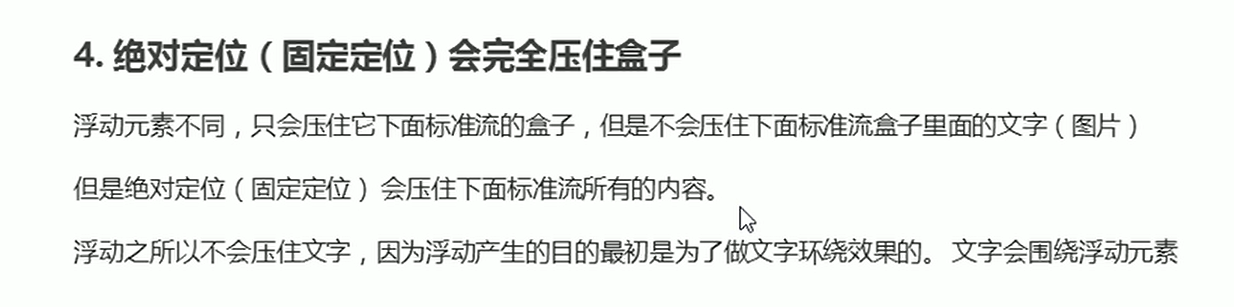 4. 绝对定位（固定定位）会完全压住盒子
浮动元素不同，只会压住它下面标准流的盒子，但是不会压住下面标准流盒子里面的文字（图片）
但是绝对定位（固定定位） 会压住下面标准流所有的内容。
浮动之所以不会压住文字，因为浮动产生的目的最初是为了做文字环绕效果的。 文字会围绕浮动元素